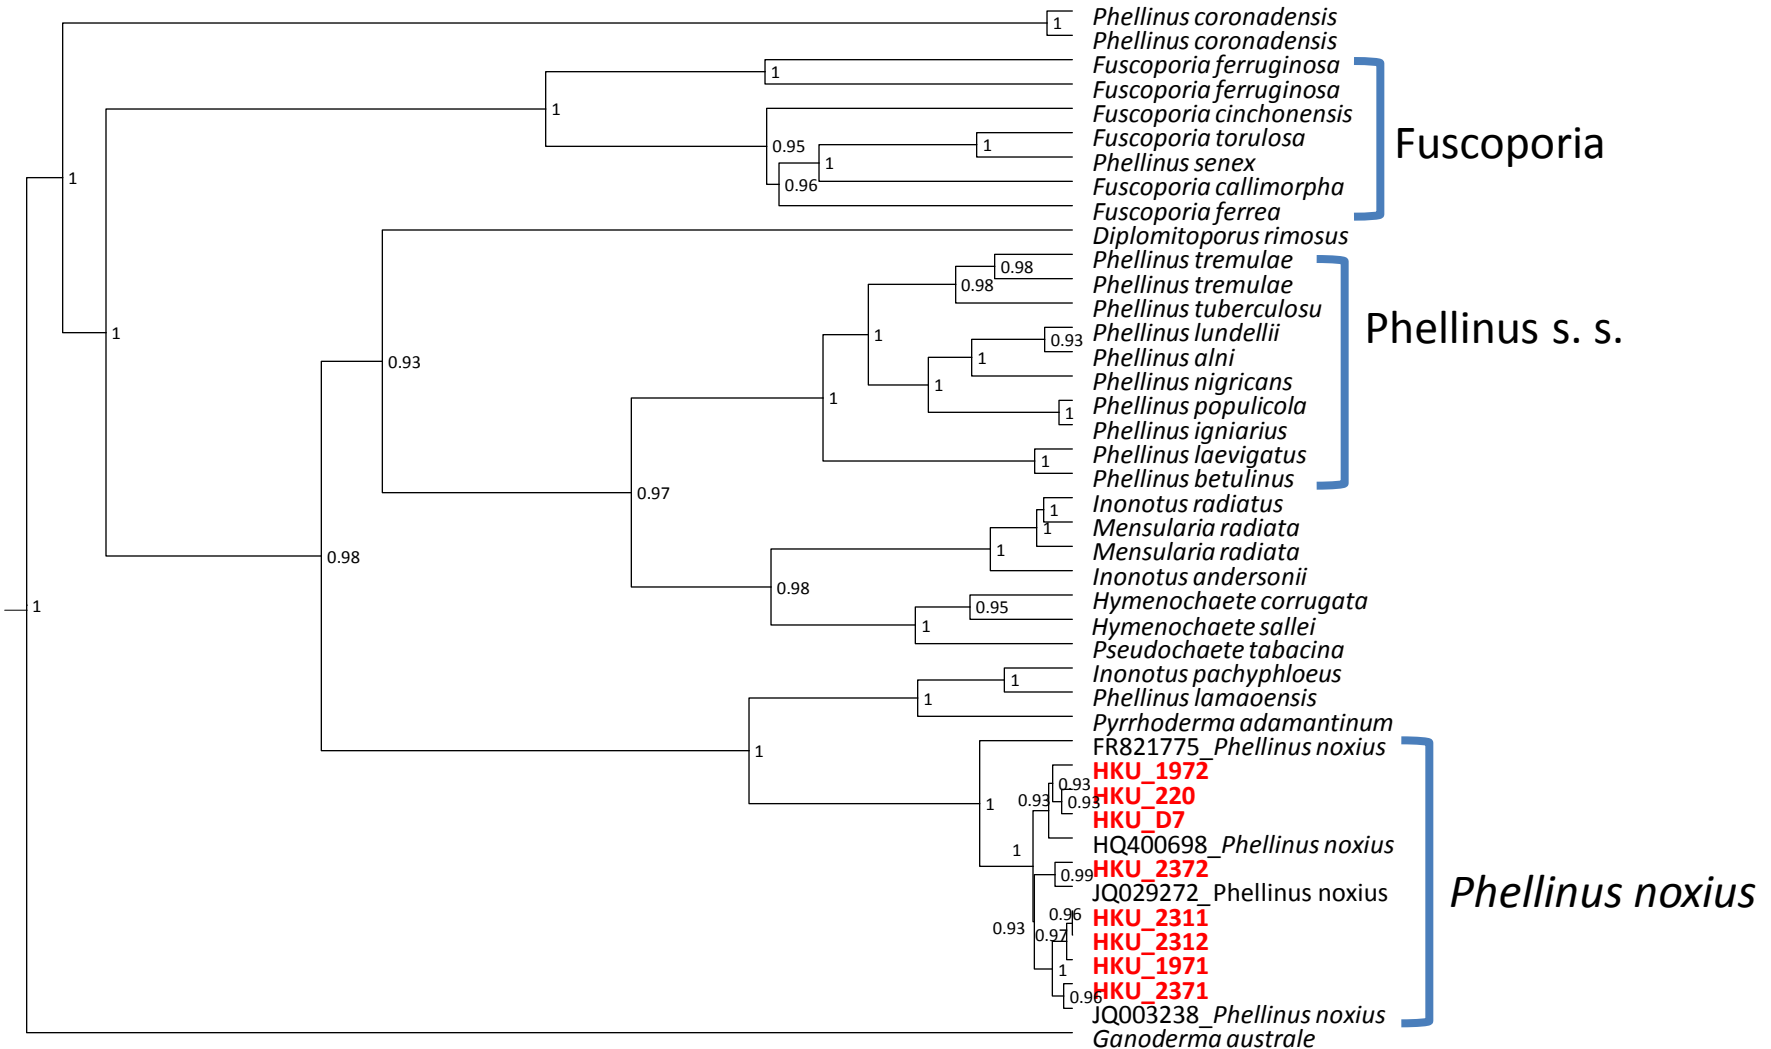 Phellinus coronadensis
1
Phellinus coronadensis
Fuscoporia ferruginosa
1
Fuscoporia ferruginosa
1
Fuscoporia cinchonensis
Fuscoporia torulosa
0.95
1
Fuscoporia
Phellinus senex
1
1
0.96
Fuscoporia callimorpha
Fuscoporia ferrea
Diplomitoporus rimosus
Phellinus tremulae
0.98
Phellinus tremulae
0.98
Phellinus tuberculosu
Phellinus lundellii
1
1
0.93
Phellinus s. s.
Phellinus alni
0.93
1
Phellinus nigricans
1
1
Phellinus populicola
1
Phellinus igniarius
Phellinus laevigatus
1
Phellinus betulinus
0.97
Inonotus radiatus
1
Mensularia radiata
1
Mensularia radiata
0.98
1
Inonotus andersonii
0.98
Hymenochaete corrugata
1
0.95
Hymenochaete sallei
1
Pseudochaete tabacina
Inonotus pachyphloeus
1
Phellinus lamaoensis
1
Pyrrhoderma adamantinum
FR821775_Phellinus noxius
1
HKU_1972
0.93
HKU_220
1
0.93
0.93
HKU_D7
HQ400698_Phellinus noxius
1
HKU_2372
0.99
JQ029272_Phellinus noxius
Phellinus noxius
HKU_2311
0.96
0.93
0.97
HKU_2312
HKU_1971
1
HKU_2371
0.96
JQ003238_Phellinus noxius
Ganoderma australe